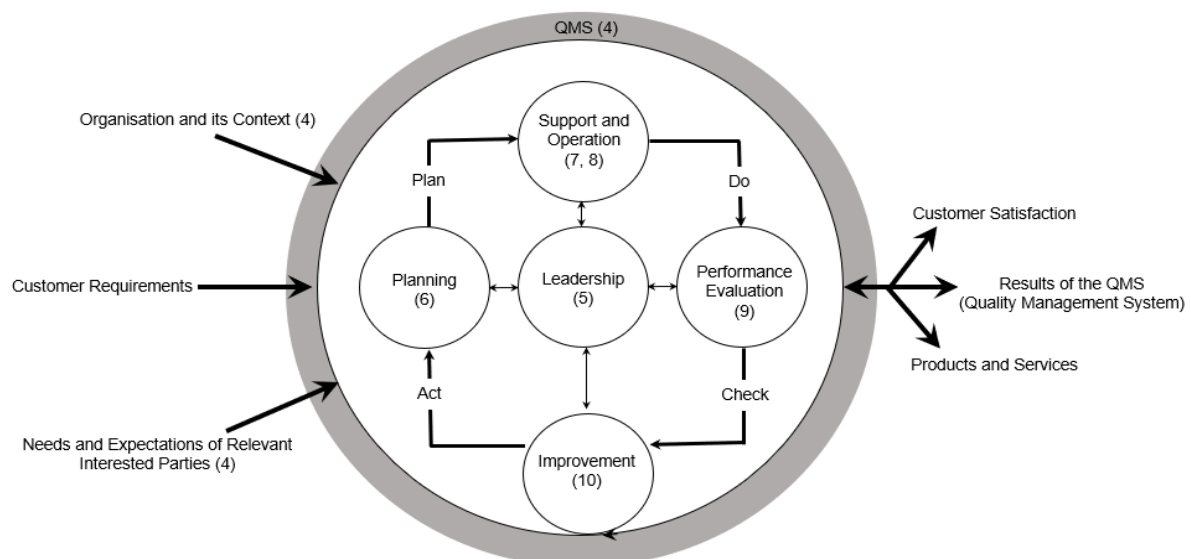 QMS (4)
Organisation and its Context (4)
Customer Requirements
Needs and Expectations of Relevant
Interested Parties (4)
Support and
Operation
(7, 8)
Plan
Do
Planning
(6)
Leadership
(5)
Performance
Evaluation
(9)
Act
Check
Improvement
(10)
Customer Satisfaction
Results of the QMS
(Quality Management System)
Products and Services